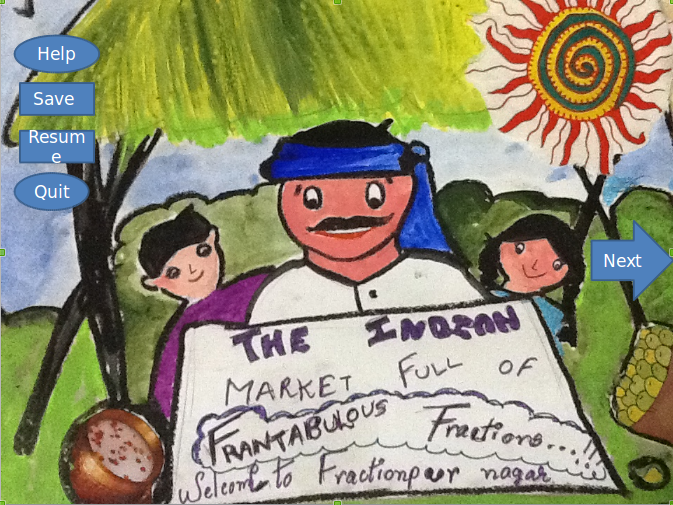 Help
Save
Resum
e
Quit
Next
THE INDIAN
MARKET FULL OF
FRANTABULOUS Fractions....!!
Welcome to Fractionpur nagar